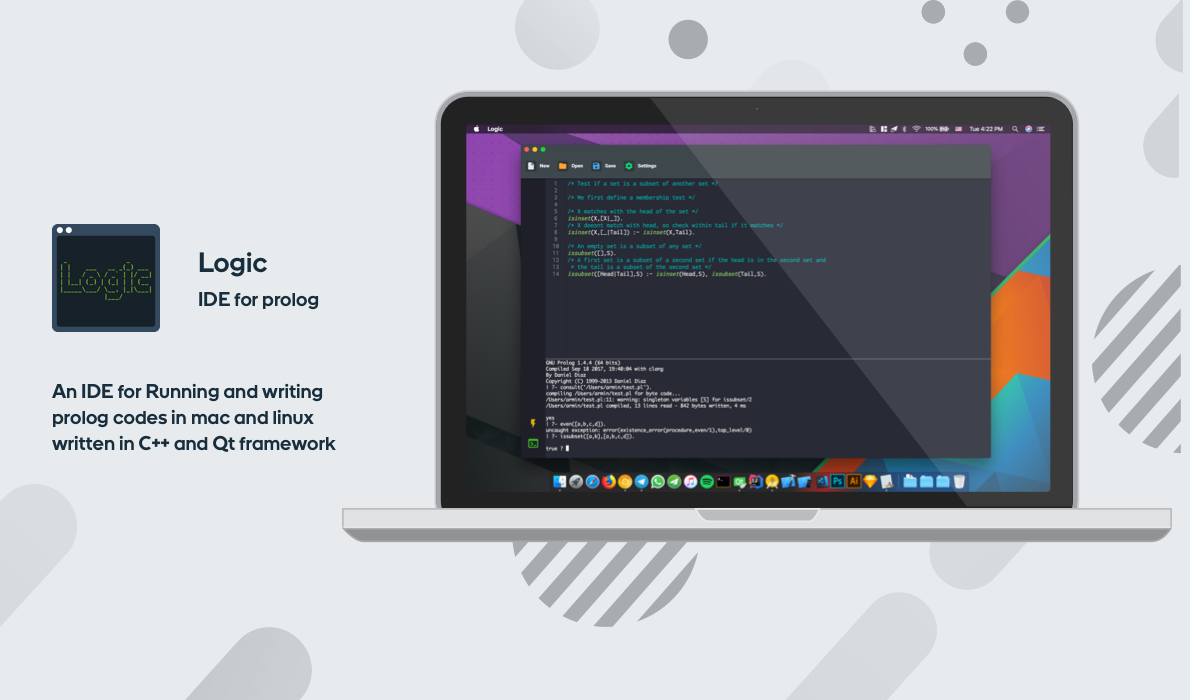 Logic
IDE for prolog
An IDE for Running and writing
prolog codes in mac and linux
written in C++ and Qt framework
Logic
100%
Tue 4:22 PM
New
Open
Save
Settings
1 /* Test if a set is a subset of another set */
2
3 /* We first define a membership test */
4
5 /* X matches with the head of the set */
6 isinset(X,[X|_]).
7 /* X doesnt match with head, so check within tail if it matches */
8 isinset(X,[_|Tail]) :- isinset(X,Tail).
9
10 /* An empty set is a subset of any set */
11 issubset([],S).
12 /* A first set is a subset of a second set if the head is in the second set and
13 * the tail is a subset of the second set */
14 issubset([Head|Tail],S) :- isinset(Head,S), issubset(Tail,S).
GNU Prolog 1.4.4 (64 bits)
Compiled Sep 18 2017, 19:40:04 with clang
By Daniel Diaz
Copyright (C) 1999-2013 Daniel Diaz
| ?- consult('/Users/armin/test.pl').
compiling /Users/armin/test.pl for byte code...
/Users/armin/test.pl:11: warning: singleton variables [S] for issubset/2
/Users/armin/test.pl compiled, 13 lines read - 842 bytes written, 4 ms
yes
| ?- even([a,b,c,d]).
uncaught exception: error(existence_error(procedure,even/1),top_level/0)
| ?- issubset([a,b],[a,b,c,d]).
true ?
Ps
Ai